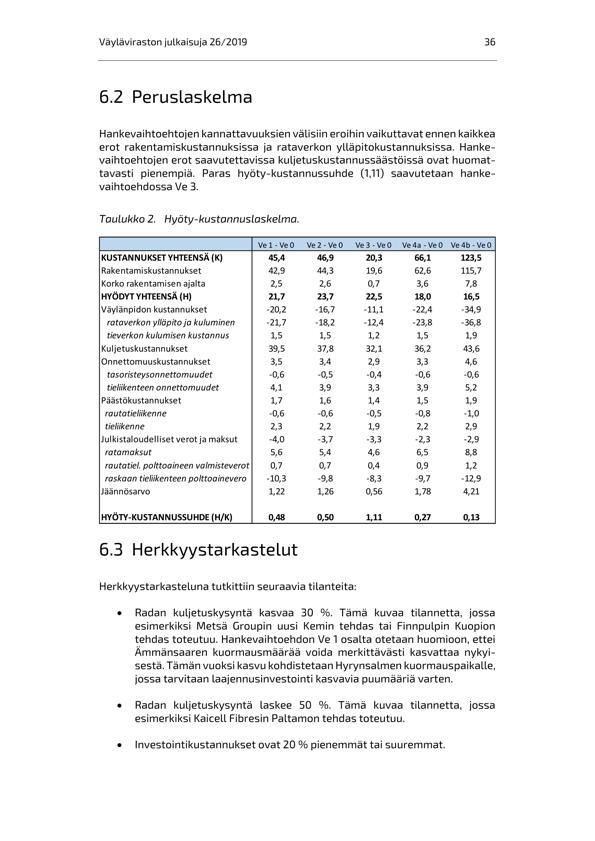 Väyläviraston julkaisuja 26/2019 36
6.2 Peruslaskelma
Hankevaihtoehtojen kannattavuuksien välisiin eroihin vaikuttavat ennen kaikkea
erot rakentamiskustannuksissa ja rataverkon ylläpitokustannuksissa. Hanke-
vaihtoehtojen erot saavutettavissa kuljetuskustannussäästöissä ovat huomat-
tavasti pienempiä. Paras hyöty-kustannussuhde (1,11) saavutetaan hanke-
vaihtoehdossa Ve 3.
Taulukko 2. Hyöty-kustannuslaskelma.
Ve 1 - Ve 0 Ve 2 - Ve 0 Ve 3 - Ve 0 Ve 4a - Ve 0 Ve 4b - Ve 0
KUSTANNUKSET YHTEENSÄ (K) 45,4 46,9 20,3 66,1 123,5
Rakentamiskustannukset 42,9 44,3 19,6 62,6 115,7
Korko rakentamisen ajalta 2,5 2,6 0,7 3,6 7,8
HYÖDYT YHTEENSÄ (H) 21,7 23,7 22,5 18,0 16,5
Väylänpidon kustannukset -20,2 -16,7 -11,1 -22,4 -34,9
rataverkon ylläpito ja kuluminen -21,7 -18,2 -12,4 -23,8 -36,8
tieverkon kulumisen kustannus 1,5 1,5 1,2 1,5 1,9
Kuljetuskustannukset 39,5 37,8 32,1 36,2 43,6
Onnettomuuskustannukset 3,5 3,4 2,9 3,3 4,6
tasoristeysonnettomuudet -0,6 -0,5 -0,4 -0,6 -0,6
tieliikenteen onnettomuudet 4,1 3,9 3,3 3,9 5,2
Päästökustannukset 1,7 1,6 1,4 1,5 1,9
rautatieliikenne -0,6 -0,6 -0,5 -0,8 -1,0
tieliikenne 2,3 2,2 1,9 2,2 2,9
Julkistaloudelliset verot ja maksut -4,0 -3,7 -3,3 -2,3 -2,9
ratamaksut 5,6 5,4 4,6 6,5 8,8
rautatiel. polttoaineen valmisteverot 0,7 0,7 0,4 0,9 1,2
raskaan tieliikenteen polttoainevero -10,3 -9,8 -8,3 -9,7 -12,9
Jäännösarvo 1,22 1,26 0,56 1,78 4,21
HYÖTY-KUSTANNUSSUHDE (H/K) 0,48 0,50 1,11 0,27 0,13
6.3 Herkkyystarkastelut
Herkkyystarkasteluna tutkittiin seuraavia tilanteita:
• Radan kuljetuskysyntä kasvaa 30 %. Tämä kuvaa tilannetta, jossa
esimerkiksi Metsä Groupin uusi Kemin tehdas tai Finnpulpin Kuopion
tehdas toteutuu. Hankevaihtoehdon Ve 1 osalta otetaan huomioon, ettei
Ämmänsaaren kuormausmäärää voida merkittävästi kasvattaa nykyi-
sestä. Tämän vuoksi kasvu kohdistetaan Hyrynsalmen kuormauspaikalle,
jossa tarvitaan laajennusinvestointi kasvavia puumääriä varten.
• Radan kuljetuskysyntä laskee 50 %. Tämä kuvaa tilannetta, jossa
esimerkiksi Kaicell Fibresin Paltamon tehdas toteutuu.
• Investointikustannukset ovat 20 % pienemmät tai suuremmat.